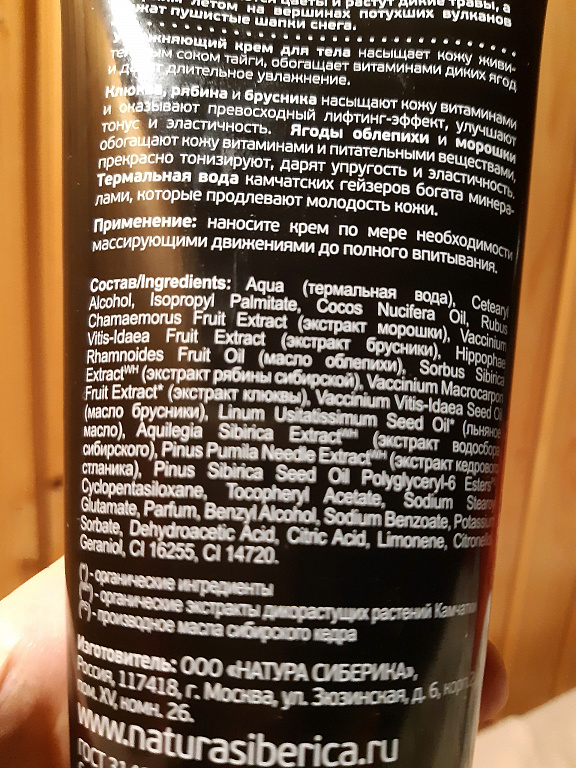 цветы и растут дикие травы, а
летом на вершинах потухших вулканов
лежат пушистые шапки снега.
Увлажняющий крем для тела насыщает кожу живи-
тельным соком тайги, обогащает витаминами диких ягод
и дарит длительное увлажнение.
Клюква, рябина и брусника насыщают кожу витаминами
и оказывают превосходный лифтинг-эффект, улучшают
тонус и эластичность. Ягоды облепихи и морошки
обогащают кожу витаминами и питательными веществами,
прекрасно тонизируют, дарят упругость и эластичность.
Термальная вода камчатских гейзеров богата минера-
лами, которые продлевают молодость кожи.
Применение: наносите крем по мере необходимости
массирующими движениями до полного впитывания.
Состав/Ingredients: Aqua (термальная вода), Cetearyl
Alcohol, Isopropyl Palmitate, Cocos Nucifera Oil, Rubus
Chamaemorus Fruit Extract (экстракт морошки), Vaccinium
Vitis-Idaea Fruit Extract (экстракт брусники), Hippophae
Rhamnoides Fruit Oil (масло облепихи), Sorbus Sibirica
Extractᵂᴴ (экстракт рябины сибирской), Vaccinium Macrocarpon
Fruit Extract* (экстракт клюквы), Vaccinium Vitis-Idaea Seed Oil
(масло брусники), Linum Usitatissimum Seed Oil* (льняное
масло), Aquilegia Sibirica Extractᵂᴴ (экстракт водосбора
сибирского), Pinus Pumila Needle Extractᵂᴴ (экстракт кедрового
стланика), Pinus Sibirica Seed Oil Polyglyceryl-6 Esters
Cyclopentasiloxane, Tocopheryl Acetate, Sodium Stearoyl
Glutamate, Parfum, Benzyl Alcohol, Sodium Benzoate, Potassium
Sorbate, Dehydroacetic Acid, Citric Acid, Limonene, Citronellol,
Geraniol, CI 16255, CI 14720.
(*) - органические ингредиенты
- органические экстракты дикорастущих растений Камчатки
- производное масла сибирского кедра
Изготовитель: ООО «НАТУРА СИБЕРИКА»,
Россия, 117418, г. Москва, ул. Зюзинская, д. 6, корп.
пом. XV, комн. 26.
www.naturasiberica.ru
ГОСТ